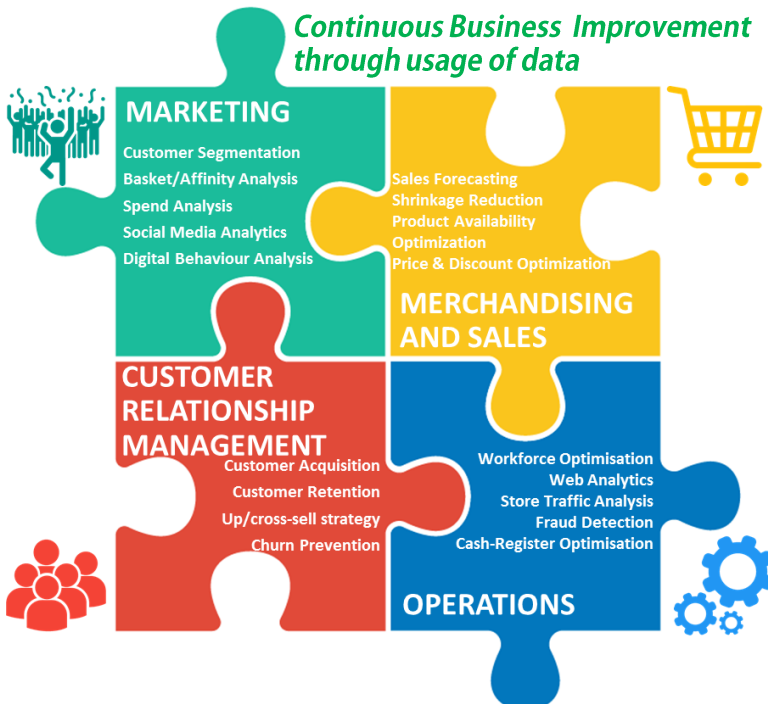 Continuous Business Improvement
through usage of data
MARKETING
Customer Segmentation
Basket/Affinity Analysis
Spend Analysis
Social Media Analytics
Digital Behaviour Analysis
Sales Forecasting
Shrinkage Reduction
Product Availability
Optimization
Price & Discount Optimization
MERCHANDISING
AND SALES
CUSTOMER
RELATIONSHIP
MANAGEMENT
Customer Acquisition
Customer Retention
Up/cross-sell strategy
Churn Prevention
Workforce Optimisation
Web Analytics
Store Traffic Analysis
Fraud Detection
Cash-Register Optimisation
OPERATIONS